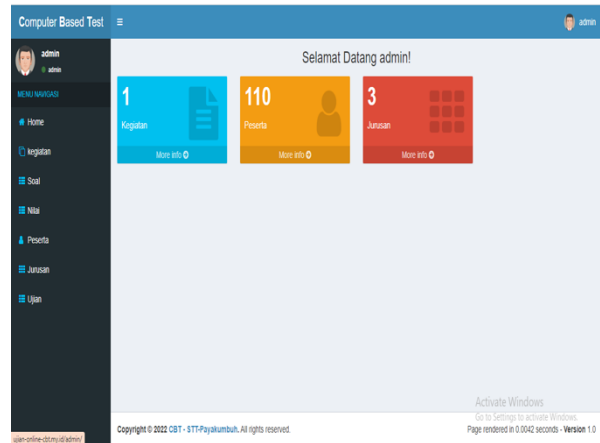 Computer Based Test
admin
admin
admin
MENU NAVIGASI
Home
kegiatan
Soal
Nilai
Peserta
Jurusan
Ujian
Selamat Datang admin!
1
Kegiatan
More info
110
Peserta
More info
3
Jurusan
More info
Activate Windows
Go to Settings to activate Windows.
Copyright © 2022 CBT - STT-Payakumbuh. All rights reserved.
Page rendered in 0.0042 seconds - Version 1.0
ujian-online-cbt.my.id/admin/